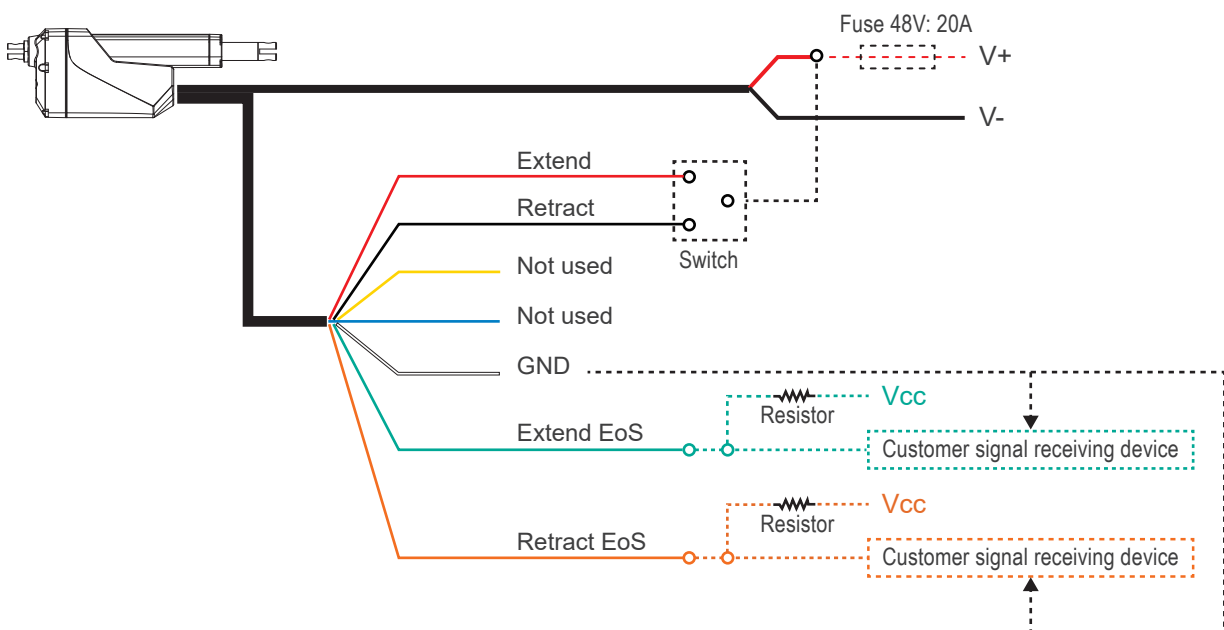 Fuse 48V: 20A
V+
V-
Extend
Retract
Switch
Not used
Not used
GND
Vcc
Resistor
Extend EoS
Customer signal receiving device
Vcc
Resistor
Retract EoS
Customer signal receiving device